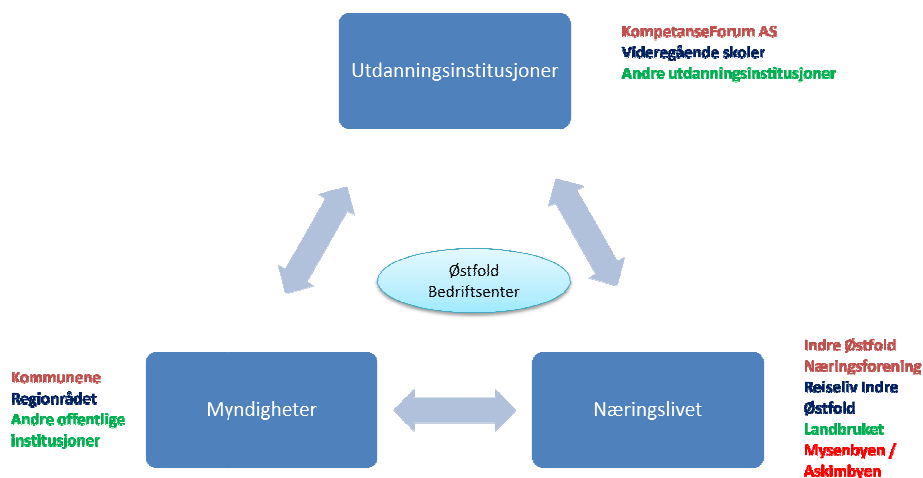 Utdanningsinstitusjoner
KompetanseForum AS
Videregående skoler
Andre utdanningsinstitusjoner
Østfold
Bedriftsenter
Kommunene
Regionrådet
Andre offentlige
institusjoner
Myndigheter
Næringslivet
Indre Østfold
Næringsforening
Reiseliv Indre
Østfold
Landbruket
Mysenbyen /
Askimbyen